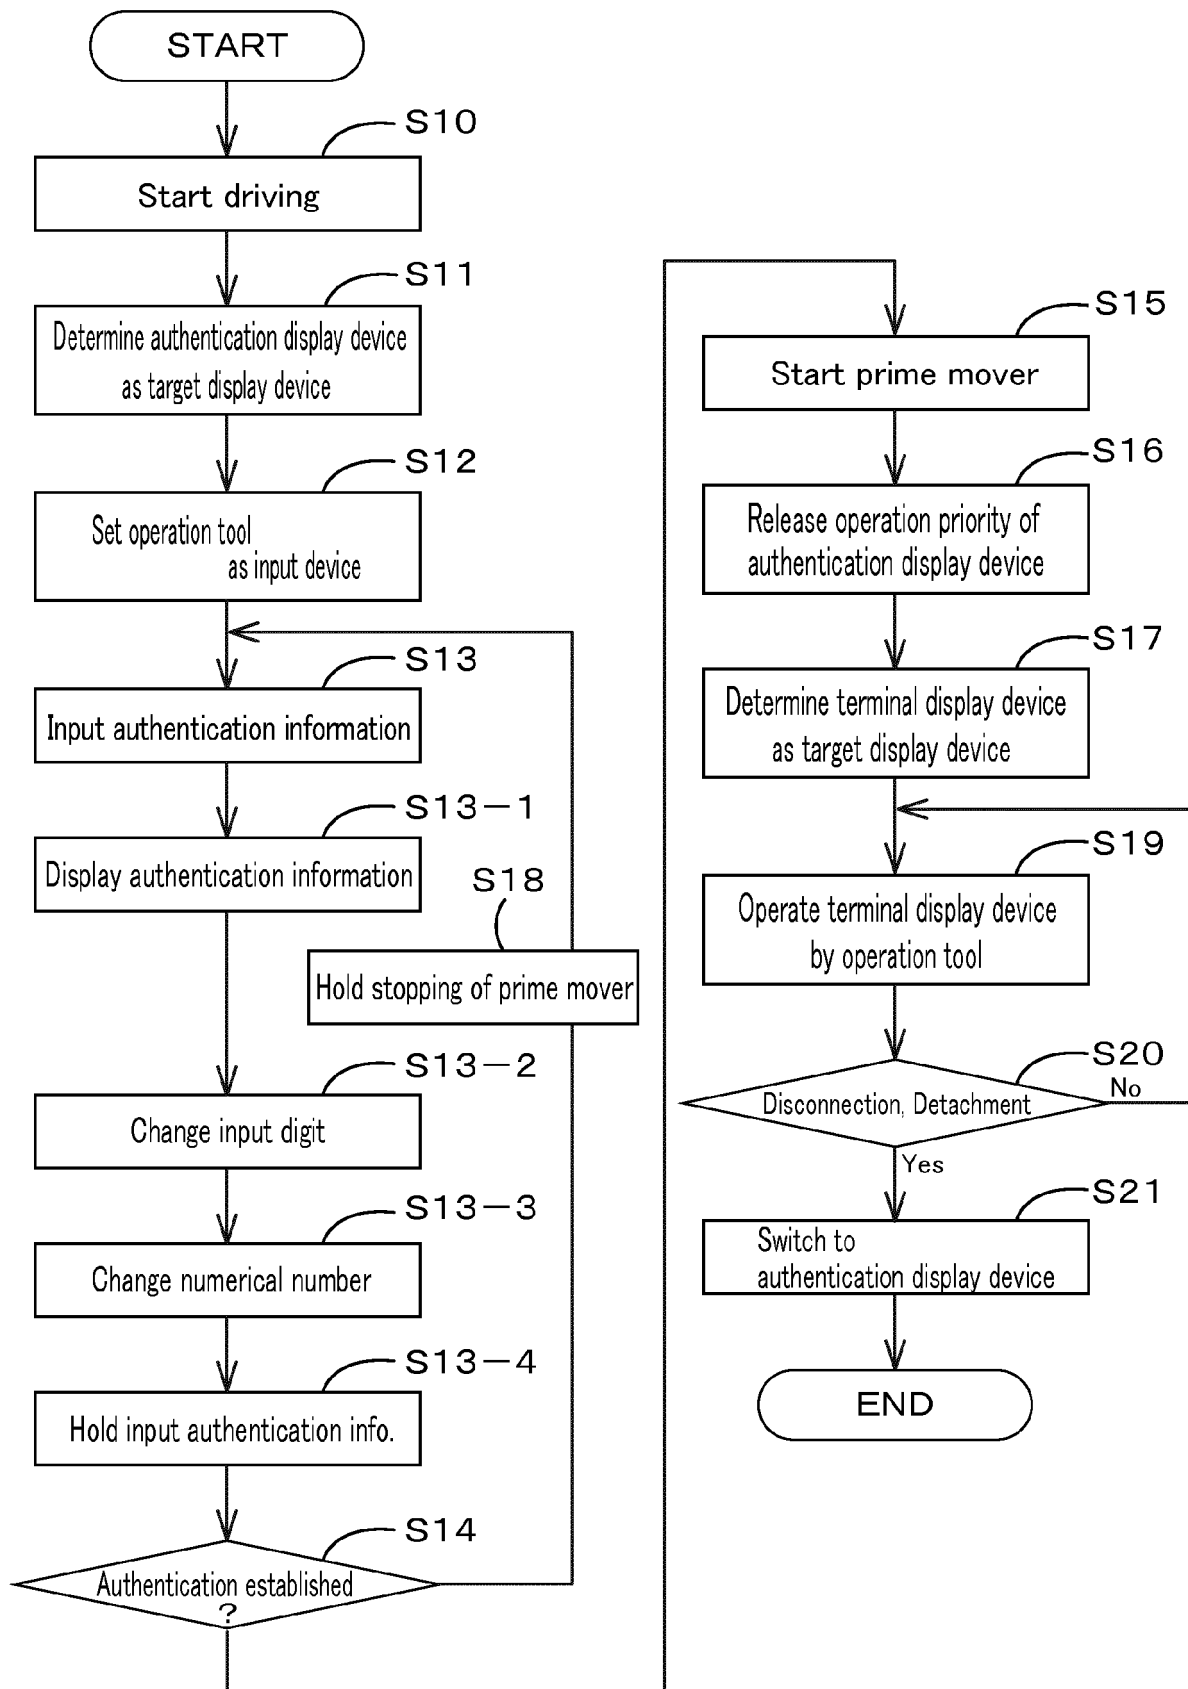 START
S10
Start driving
S11
Determine authentication display device
as target display device
S12
Set operation tool
as input device
S13
Input authentication information
S13-1
Display authentication information
S18
Hold stopping of prime mover
S13-2
Change input digit
S13-3
Change numerical number
S13-4
Hold input authentication info.
S14
Authentication established
?
S15
Start prime mover
S16
Release operation priority of
authentication display device
S17
Determine terminal display device
as target display device
S19
Operate terminal display device
by operation tool
S20
Disconnection, Detachment
No
Yes
S21
Switch to
authentication display device
END